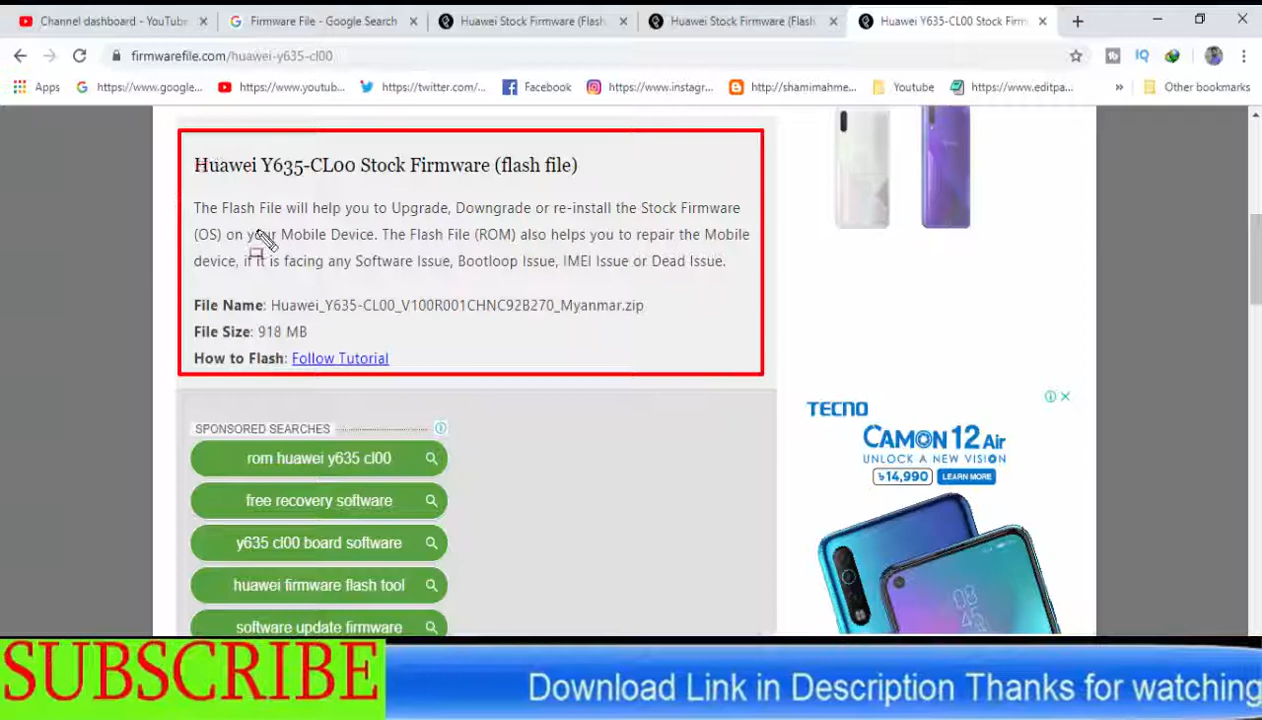 Channel dashboard - YouTube
Firmware File - Google Search
Huawei Stock Firmware (Flash
Huawei Stock Firmware (Flash
Huawei Y635-CL00 Stock Firm
firmwarefile.com/huawei-y635-cl00
Apps
https://www.google...
https://www.youtub...
https://twitter.com/...
Facebook
https://www.instagr...
http://shamimahme...
Youtube
https://www.editpa...
Other bookmarks
Huawei Y635-CL00 Stock Firmware (flash file)
The Flash File will help you to Upgrade, Downgrade or re-install the Stock Firmware
(OS) on your Mobile Device. The Flash File (ROM) also helps you to repair the Mobile
device, if it is facing any Software Issue, Bootloop Issue, IMEI Issue or Dead Issue.
File Name: Huawei_Y635-CL00_V100R001CHNC92B270_Myanmar.zip
File Size: 918 MB
How to Flash: Follow Tutorial
SPONSORED SEARCHES
rom huawei y635 cl00
free recovery software
y635 cl00 board software
huawei firmware flash tool
software update firmware
TECNO
CAMON 12 Air
UNLOCK A NEW VISION
৳14,990 LEARN MORE
SUBSCRIBE
Download Link in Description Thanks for watching